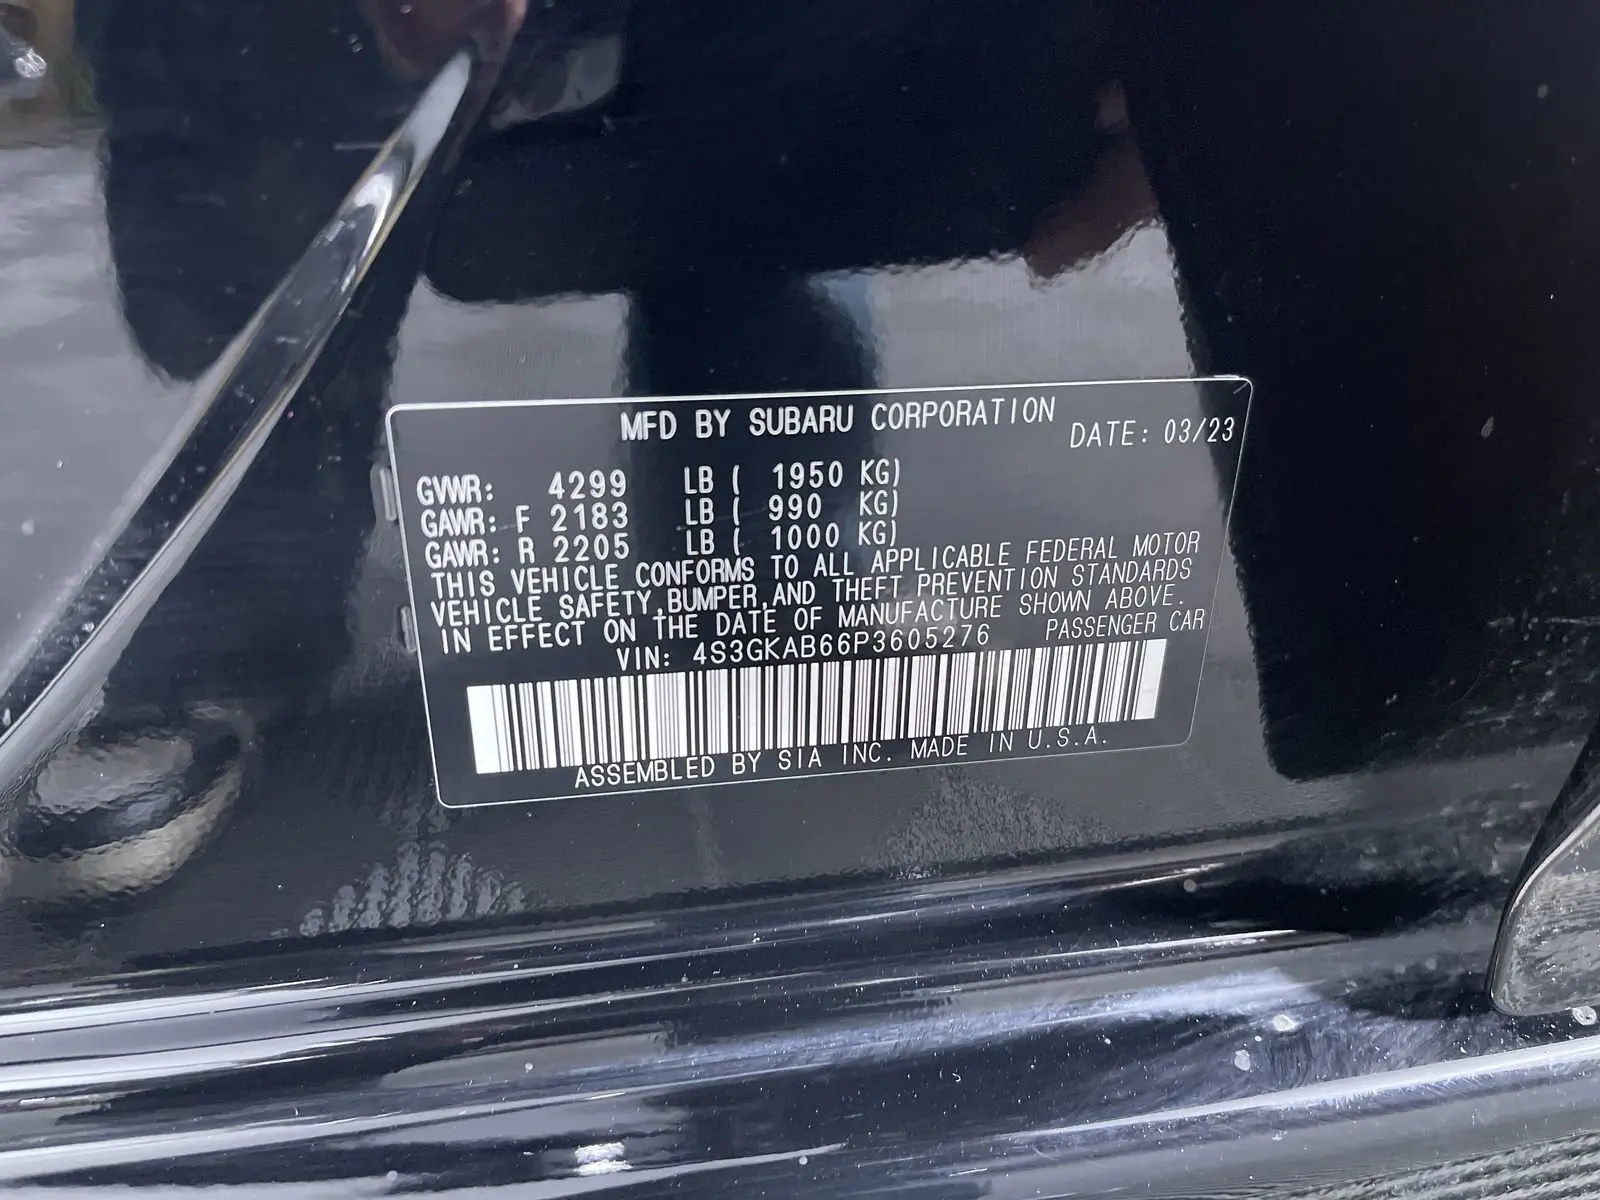 MFD BY SUBARU CORPORATION
DATE: 03/23
GVWR: 4299 LB ( 1950 KG)
GAWR: F 2183 LB ( 990 KG)
GAWR: R 2205 LB ( 1000 KG)
THIS VEHICLE CONFORMS TO ALL APPLICABLE FEDERAL MOTOR
VEHICLE SAFETY,BUMPER,AND THEFT PREVENTION STANDARDS
IN EFFECT ON THE DATE OF MANUFACTURE SHOWN ABOVE.
VIN: 4S3GKAB66P3605276 PASSENGER CAR
ASSEMBLED BY SIA INC. MADE IN U.S.A.